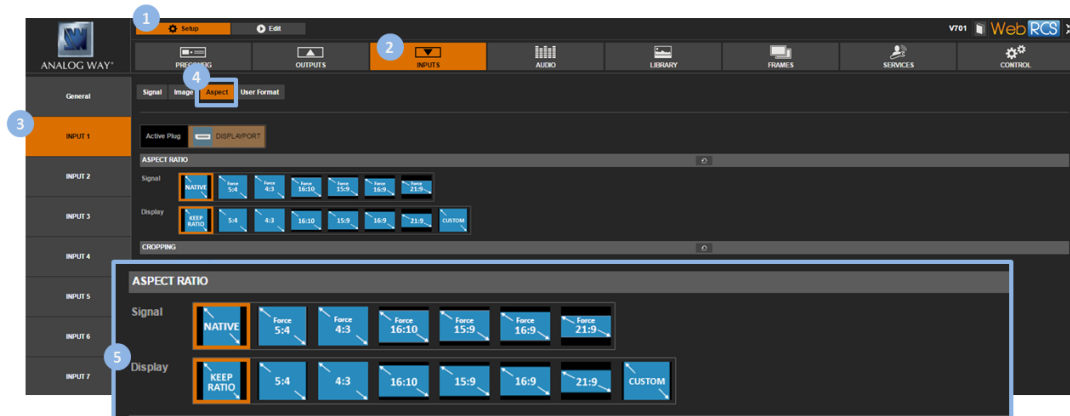 1
Setup
Edit
V701
Web RCS
ANALOG WAY®
PRECONFIG
OUTPUTS
2
INPUTS
AUDIO
LIBRARY
FRAMES
SERVICES
CONTROL
4
General
Signal
Image
Aspect
User Format
3
INPUT 1
Active Plug
DISPLAYPORT
ASPECT RATIO
INPUT 2
Signal
NATIVE
Force 5:4
Force 4:3
Force 16:10
Force 15:9
Force 16:9
Force 21:9
INPUT 3
Display
KEEP RATIO
5:4
4:3
16:10
15:9
16:9
21:9
CUSTOM
INPUT 4
CROPPING
ASPECT RATIO
INPUT 5
Signal
NATIVE
Force
5:4
Force
4:3
Force
16:10
Force
15:9
Force
16:9
Force
21:9
INPUT 6
5
INPUT 7
Display
KEEP
RATIO
5:4
4:3
16:10
15:9
16:9
21:9
CUSTOM